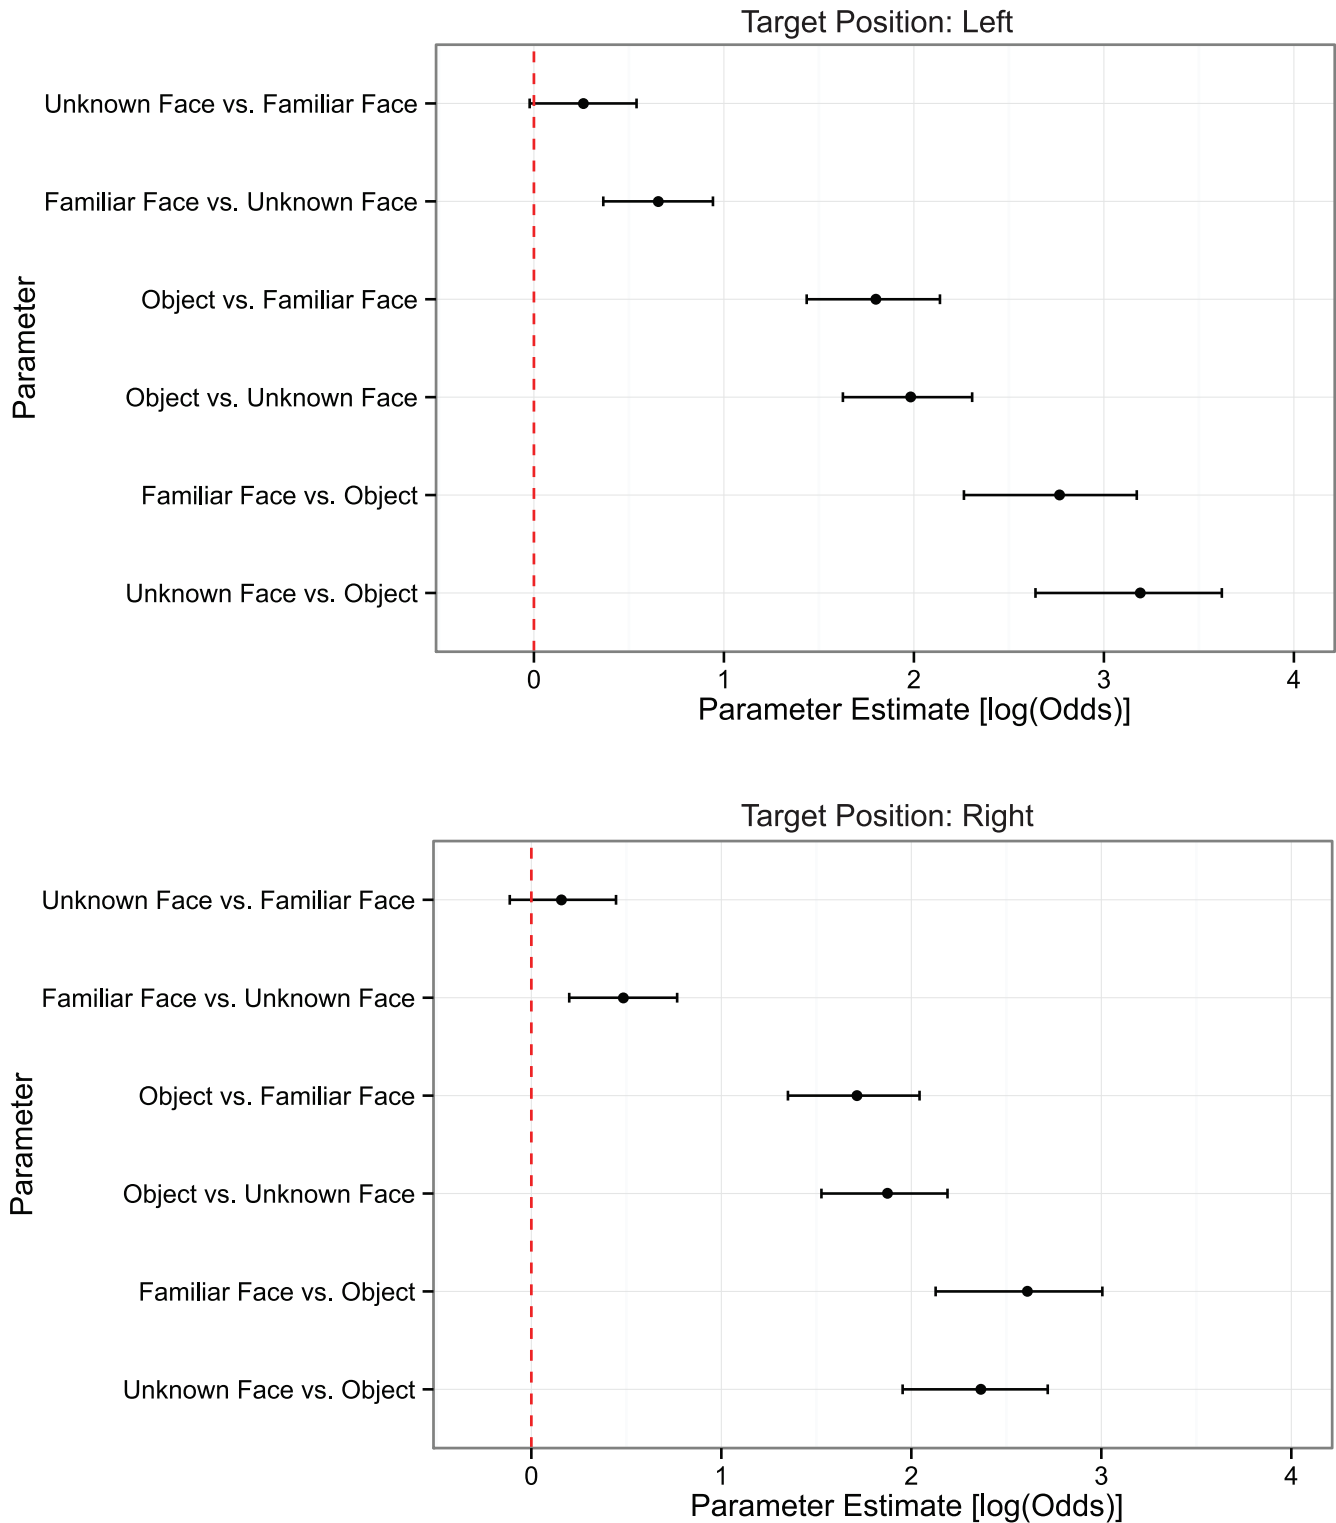 Target Position: Left
Unknown Face vs. Familiar Face
Familiar Face vs. Unknown Face
Object vs. Familiar Face
Object vs. Unknown Face
Familiar Face vs. Object
Unknown Face vs. Object
Parameter
0 1 2 3 4
Parameter Estimate [log(Odds)]
Target Position: Right
Unknown Face vs. Familiar Face
Familiar Face vs. Unknown Face
Object vs. Familiar Face
Object vs. Unknown Face
Familiar Face vs. Object
Unknown Face vs. Object
Parameter
0 1 2 3 4
Parameter Estimate [log(Odds)]